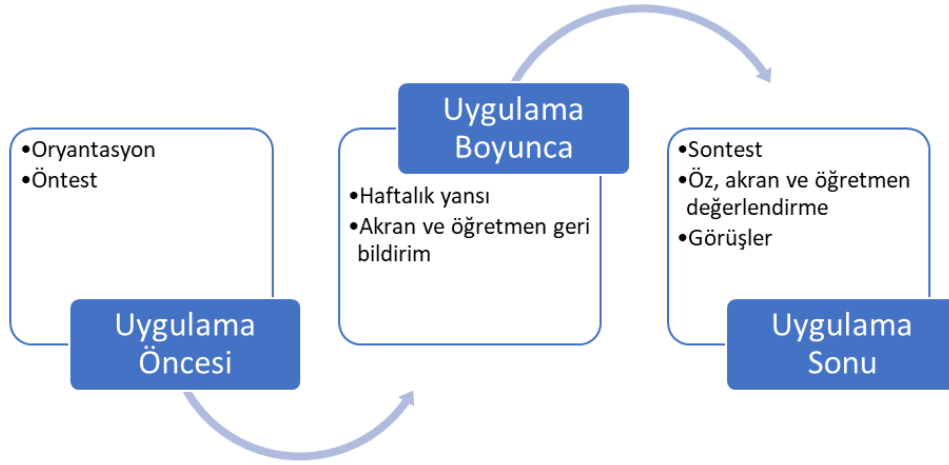 •Oryantasyon
•Öntest
Uygulama
Öncesi
Uygulama
Boyunca
•Haftalık yansı
•Akran ve öğretmen geri
bildirim
•Sontest
•Öz, akran ve öğretmen
değerlendirme
•Görüşler
Uygulama
Sonu